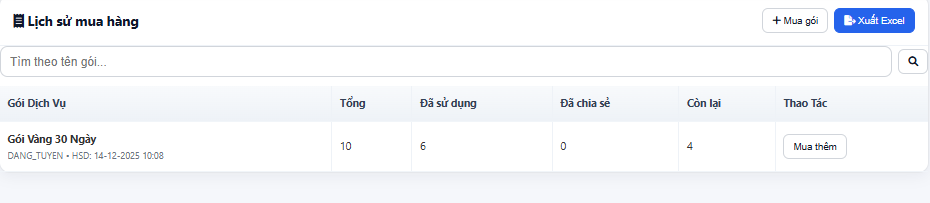 Lịch sử mua hàng
+ Mua gói
Xuất Excel
Tìm theo tên gói...
Gói Dịch Vụ Tổng Đã sử dụng Đã chia sẻ Còn lại Thao Tác
Gói Vàng 30 Ngày 10 6 0 4 Mua thêm
DANG_TUYEN • HSD: 14-12-2025 10:08